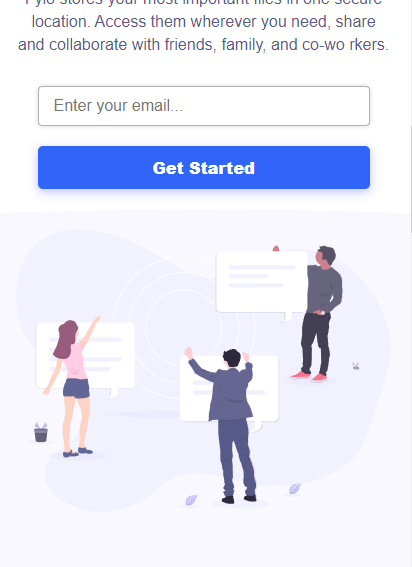 Fylo stores your most important files in one secure
location. Access them wherever you need, share
and collaborate with friends, family, and co-wo rkers.
Enter your email...
Get Started